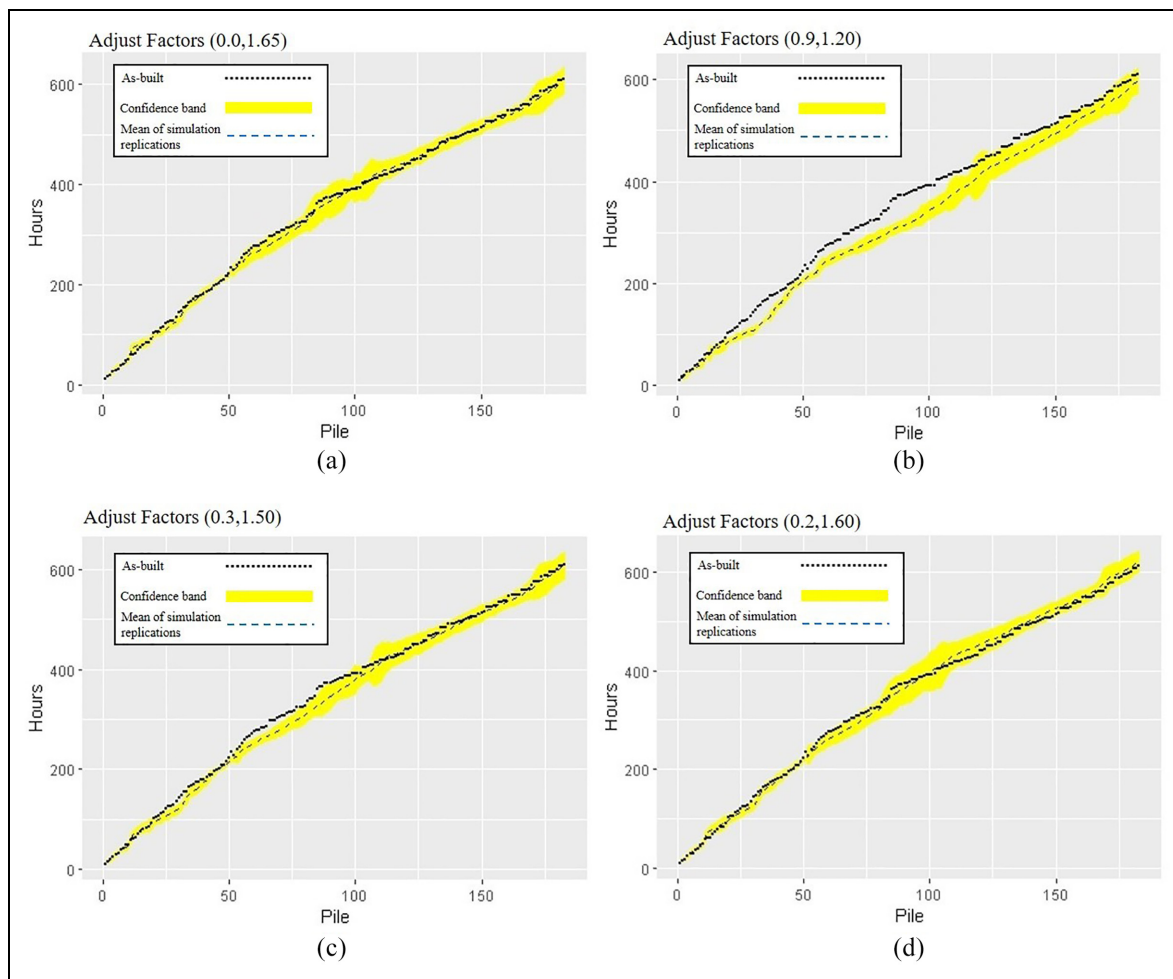 Adjust Factors (0.0,1.65)
As-built
Confidence band
Mean of simulation
replications
600
400
200
0
Hours
0 50 100 150
Pile
(a)
Adjust Factors (0.9,1.20)
As-built
Confidence band
Mean of simulation
replications
600
400
200
0
Hours
0 50 100 150
Pile
(b)
Adjust Factors (0.3,1.50)
As-built
Confidence band
Mean of simulation
replications
600
400
200
0
Hours
0 50 100 150
Pile
(c)
Adjust Factors (0.2,1.60)
As-built
Confidence band
Mean of simulation
replications
600
400
200
0
Hours
0 50 100 150
Pile
(d)